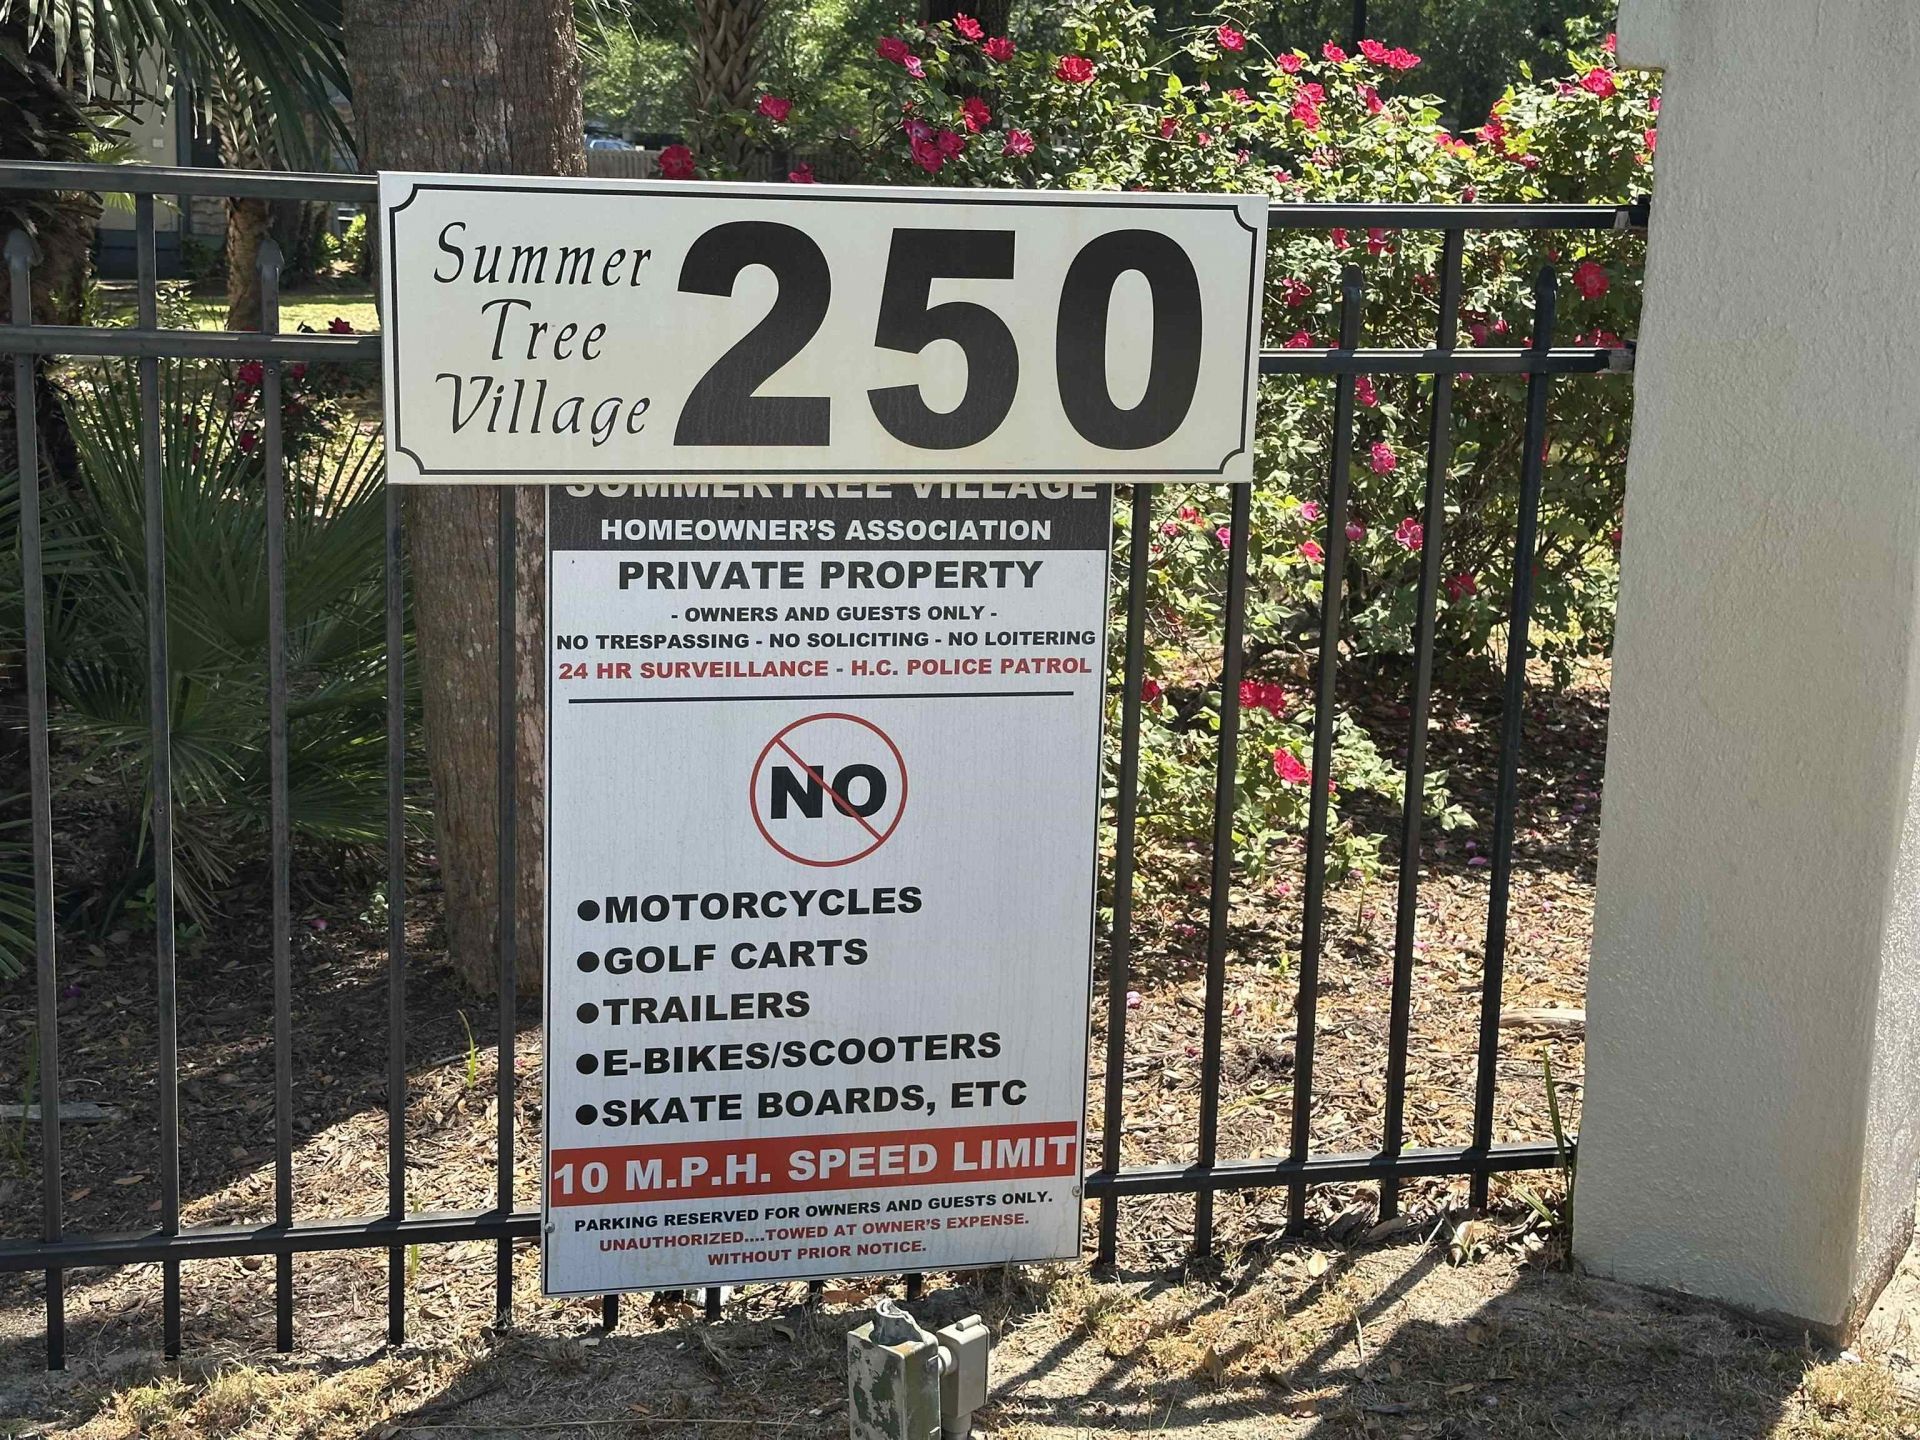 Summer
Tree
Village
250
SUMMERTREE VILLAGE
HOMEOWNER'S ASSOCIATION
PRIVATE PROPERTY
- OWNERS AND GUESTS ONLY -
NO TRESPASSING - NO SOLICITING - NO LOITERING
24 HR SURVEILLANCE - H.C. POLICE PATROL
NO
●MOTORCYCLES
●GOLF CARTS
●TRAILERS
●E-BIKES/SCOOTERS
●SKATE BOARDS, ETC
10 M.P.H. SPEED LIMIT
PARKING RESERVED FOR OWNERS AND GUESTS ONLY.
UNAUTHORIZED....TOWED AT OWNER'S EXPENSE.
WITHOUT PRIOR NOTICE.